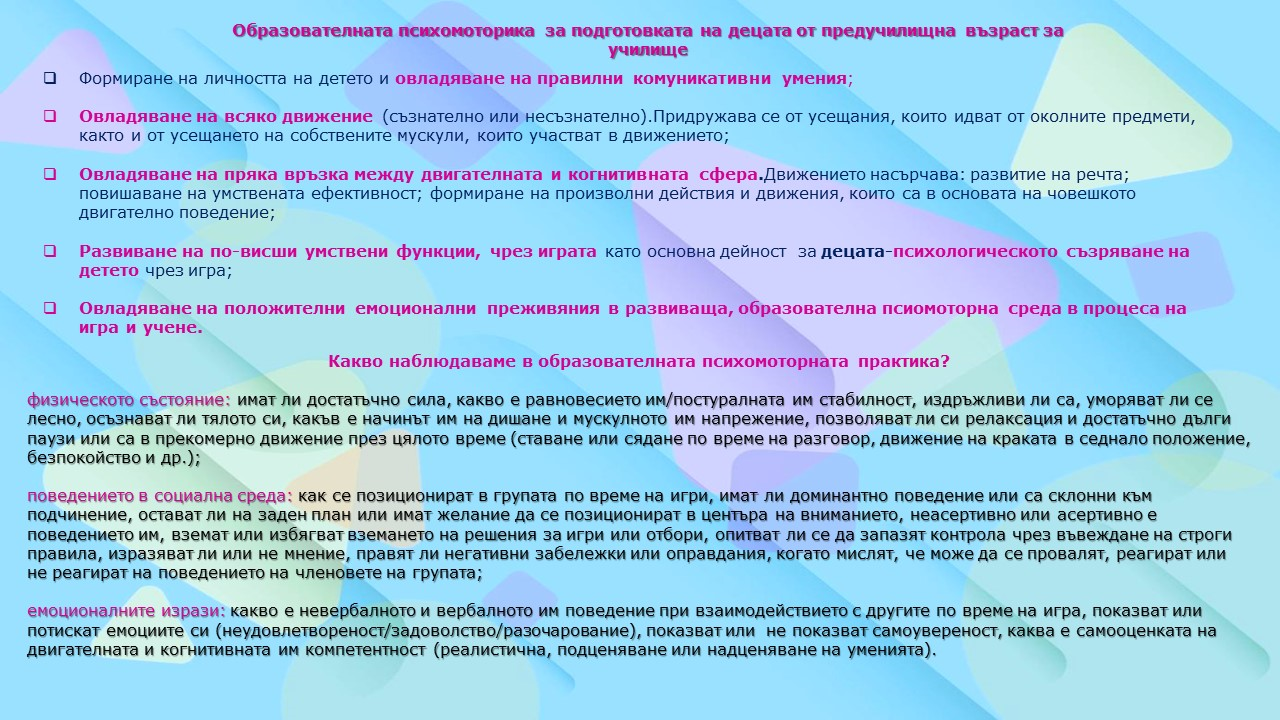 Образователната психомоторика за подготовката на децата от предучилищна възраст за
училище
❑ Формиране на личността на детето и овладяване на правилни комуникативни умения;
❑ Овладяване на всяко движение (съзнателно или несъзнателно).Придружава се от усещания, които идват от околните предмети,
както и от усещането на собствените мускули, които участват в движението;
❑ Овладяване на пряка връзка между двигателната и когнитивната сфера.Движението насърчава: развитие на речта;
повишаване на умствената ефективност; формиране на произволни действия и движения, които са в основата на човешкото
двигателно поведение;
❑ Развиване на по-висши умствени функции, чрез играта като основна дейност за децата-психологическото съзряване на
детето чрез игра;
❑ Овладяване на положителни емоционални преживяния в развиваща, образователна псиомоторна среда в процеса на
игра и учене.
Какво наблюдаваме в образователната психомоторната практика?
физическото състояние: имат ли достатъчно сила, какво е равновесието им/постуралната им стабилност, издръжливи ли са, уморяват ли се
лесно, осъзнават ли тялото си, какъв е начинът им на дишане и мускулното им напрежение, позволяват ли си релаксация и достатъчно дълги
паузи или са в прекомерно движение през цялото време (ставане или сядане по време на разговор, движение на краката в седнало положение,
безпокойство и др.);
поведението в социална среда: как се позиционират в групата по време на игри, имат ли доминантно поведение или са склонни към
подчинение, остават ли на заден план или имат желание да се позиционират в центъра на вниманието, неасертивно или асертивно е
поведението им, вземат или избягват вземането на решения за игри или отбори, опитват ли се да запазят контрола чрез въвеждане на строги
правила, изразяват ли или не мнение, правят ли негативни забележки или оправдания, когато мислят, че може да се провалят, реагират или
не реагират на поведението на членовете на групата;
емоционалните изрази: какво е невербалното и вербалното им поведение при взаимодействието с другите по време на игра, показват или
потискат емоциите си (неудовлетвореност/задоволство/разочарование), показват или не показват самоувереност, каква е самооценката на
двигателната и когнитивната им компетентност (реалистична, подценяване или надценяване на уменията).